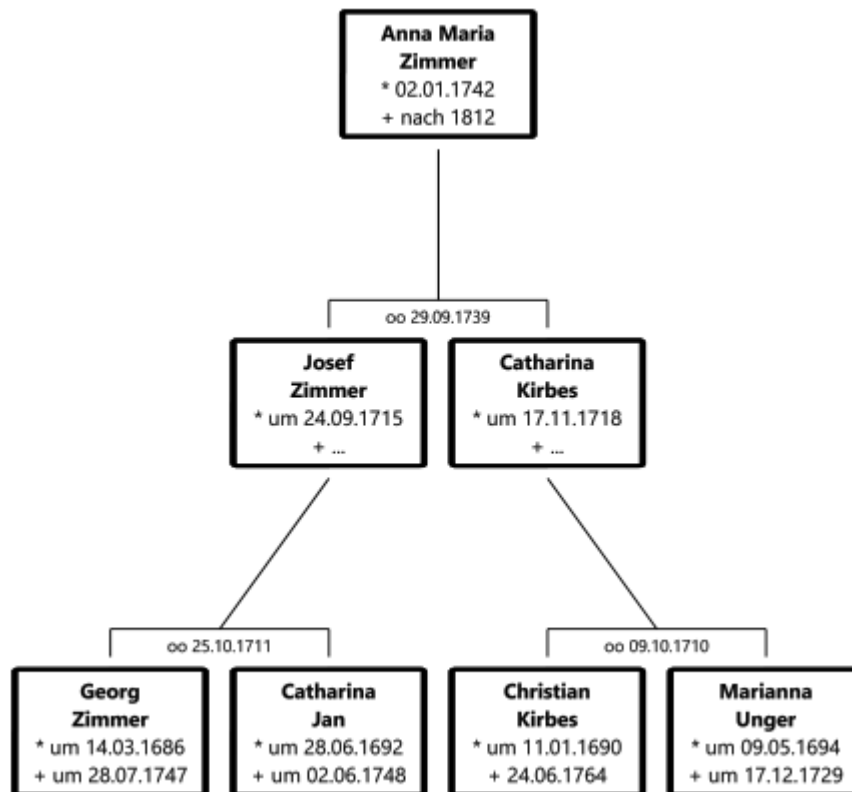 Anna Maria
Zimmer
* 02.01.1742
+ nach 1812
oo 29.09.1739
Josef
Zimmer
* um 24.09.1715
+ ...
Catharina
Kirbes
* um 17.11.1718
+ ...
oo 25.10.1711
oo 09.10.1710
Georg
Zimmer
* um 14.03.1686
+ um 28.07.1747
Catharina
Jan
* um 28.06.1692
+ um 02.06.1748
Christian
Kirbes
* um 11.01.1690
+ 24.06.1764
Marianna
Unger
* um 09.05.1694
+ um 17.12.1729